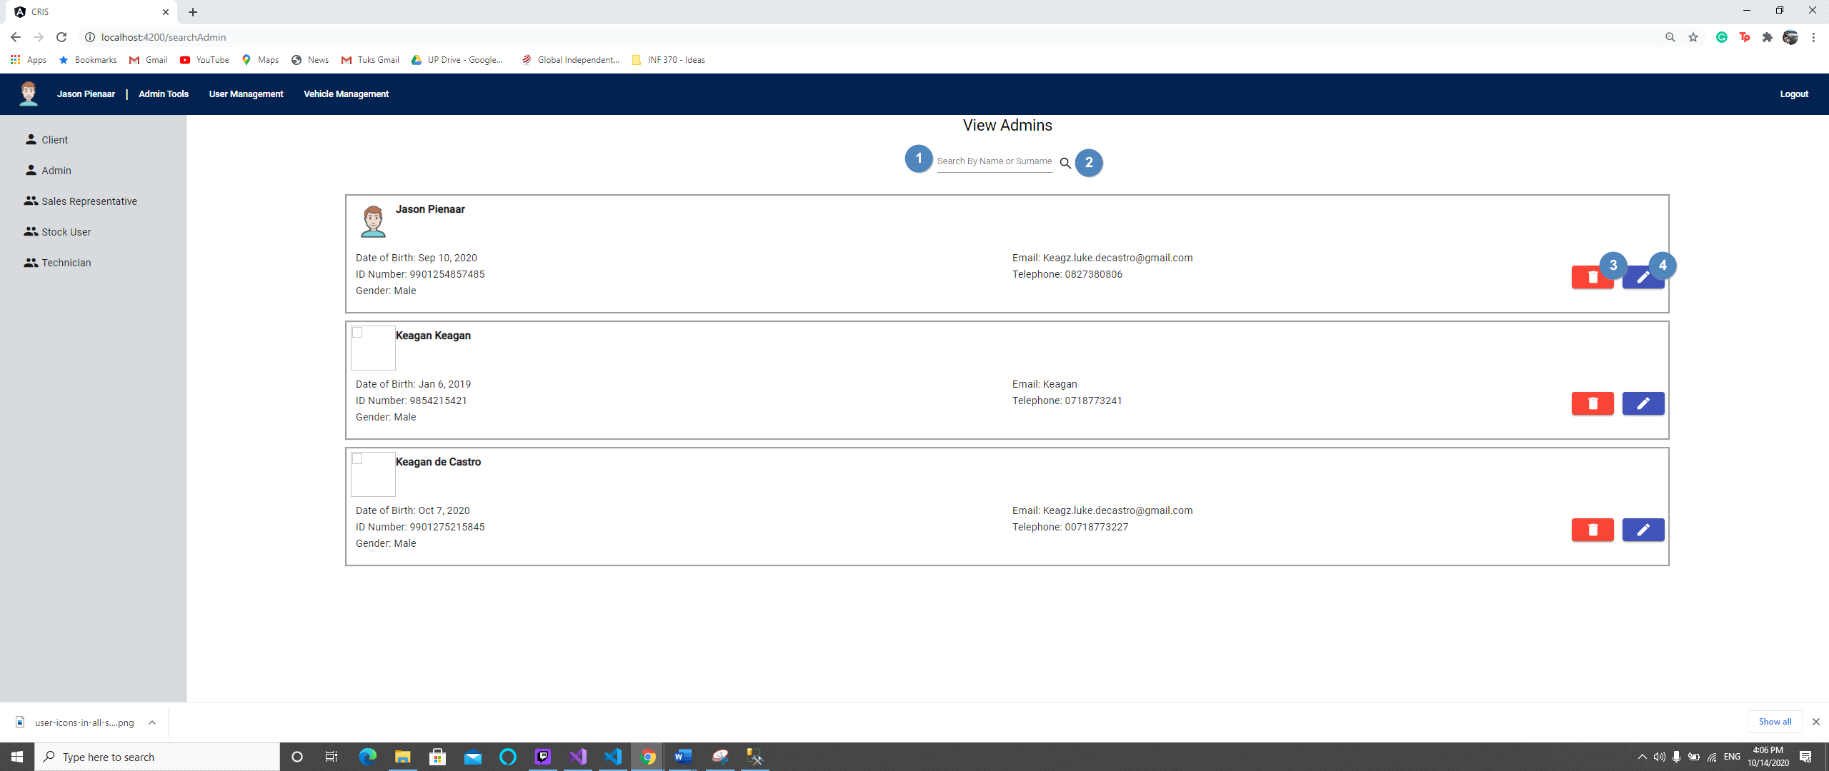 CRIS
localhost:4200/searchAdmin
Apps Bookmarks Gmail YouTube Maps News Tuks Gmail UP Drive - Google... Global Independent... INF 370 - Ideas
Jason Pienaar | Admin Tools User Management Vehicle Management Logout
Client
Admin
Sales Representative
Stock User
Technician
View Admins
1 Search By Name or Surname 2
Jason Pienaar
Date of Birth: Sep 10, 2020
ID Number: 9901254857485
Gender: Male
Email: Keagz.luke.decastro@gmail.com
Telephone: 0827380806
3 4
Keagan Keagan
Date of Birth: Jan 6, 2019
ID Number: 9854215421
Gender: Male
Email: Keagan
Telephone: 0718773241
Keagan de Castro
Date of Birth: Oct 7, 2020
ID Number: 9901275215845
Gender: Male
Email: Keagz.luke.decastro@gmail.com
Telephone: 00718773227
user-icons-in-all-s....png
Show all
Type here to search
ENG
4:06 PM
10/14/2020